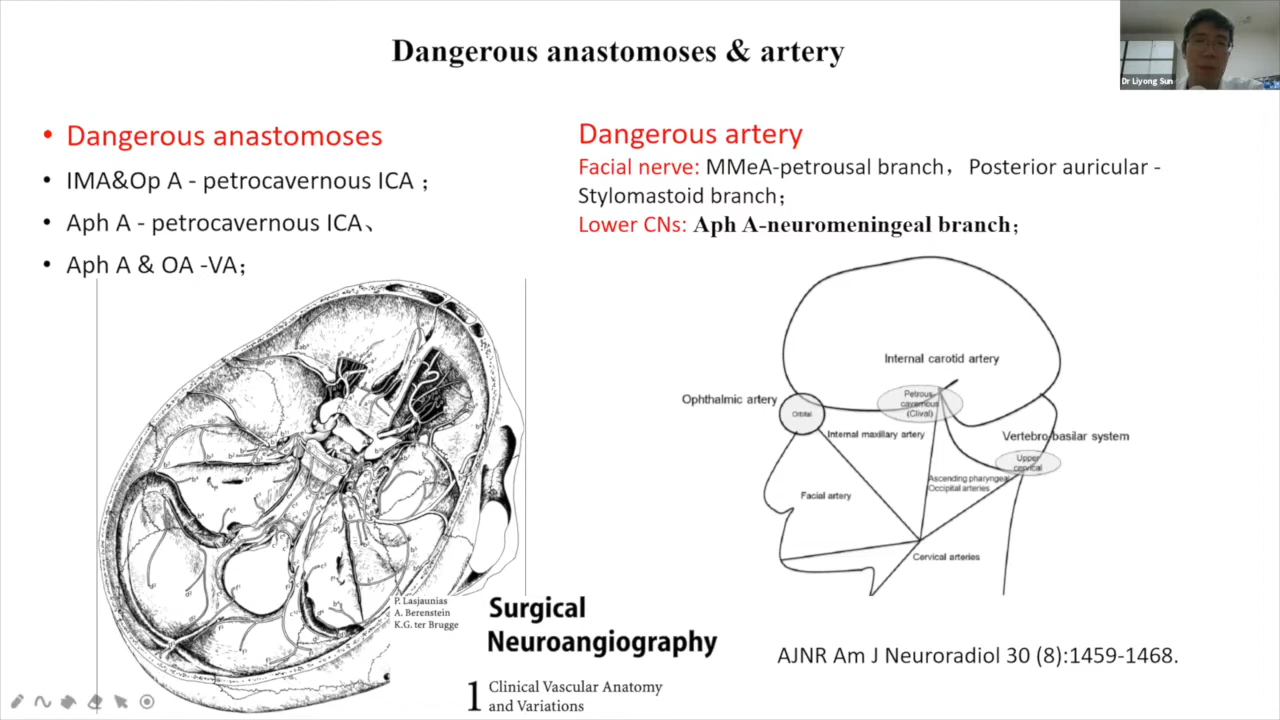 Dangerous anastomoses & artery
Dr Liyong Sun
• Dangerous anastomoses
• IMA&Op A - petrocavernous ICA ；
• Aph A - petrocavernous ICA、
• Aph A & OA -VA；
Dangerous artery
Facial nerve: MMeA-petrousal branch，Posterior auricular -
Stylomastoid branch；
Lower CNs: Aph A-neuromeningeal branch；
Internal carotid artery
Ophthalmic artery
Petrous
cavernous
(Clival)
Orbital
Internal maxillary artery
Vertebro basilar system
Upper
cervical
Ascending pharyngeal
Occipital arteries
Facial artery
Cervical arteries
P. Lasjaunias
A. Berenstein
K.G. ter Brugge
Surgical
Neuroangiography
1 Clinical Vascular Anatomy
and Variations
AJNR Am J Neuroradiol 30 (8):1459-1468.